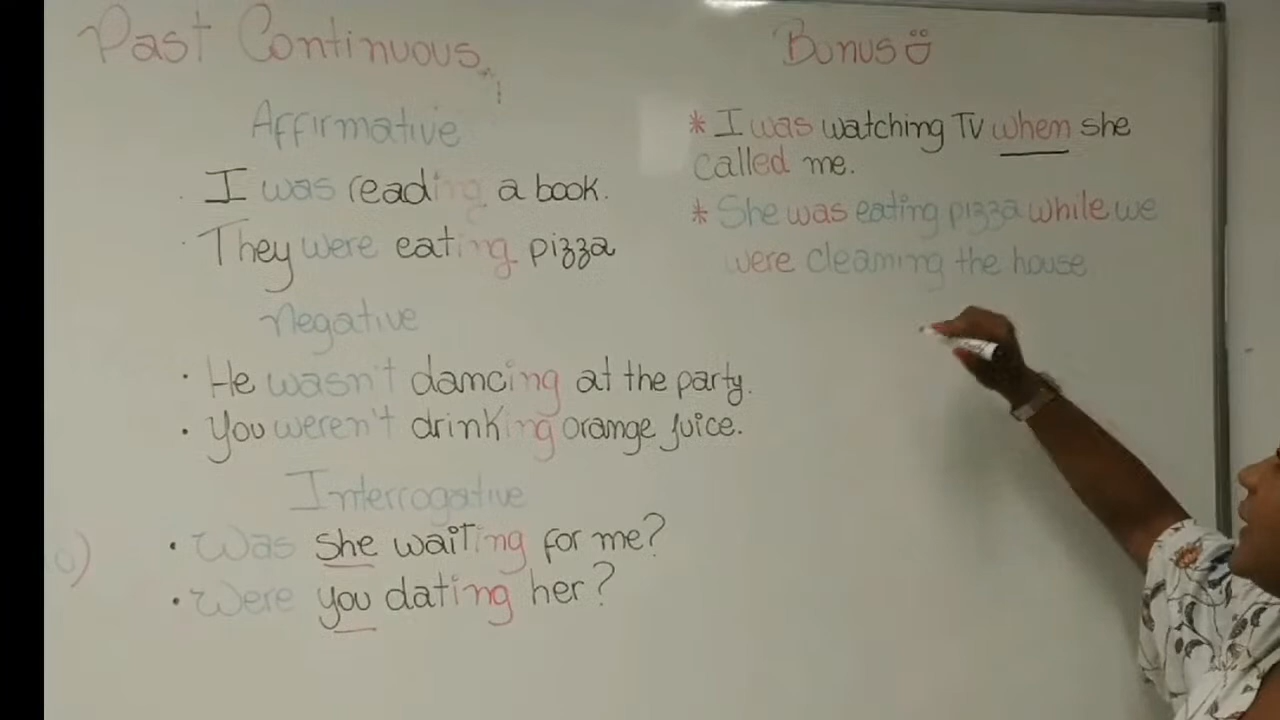 Past Continuous
Affirmative
· I was reading a book.
· They were eating pizza
Negative
· He wasn't dancing at the party.
· You weren't drinking orange juice.
Interrogative
· Was she waiting for me?
· Were you dating her?
Bonus
* I was watching TV when she
called me.
* She was eating pizza while we
were cleaning the house